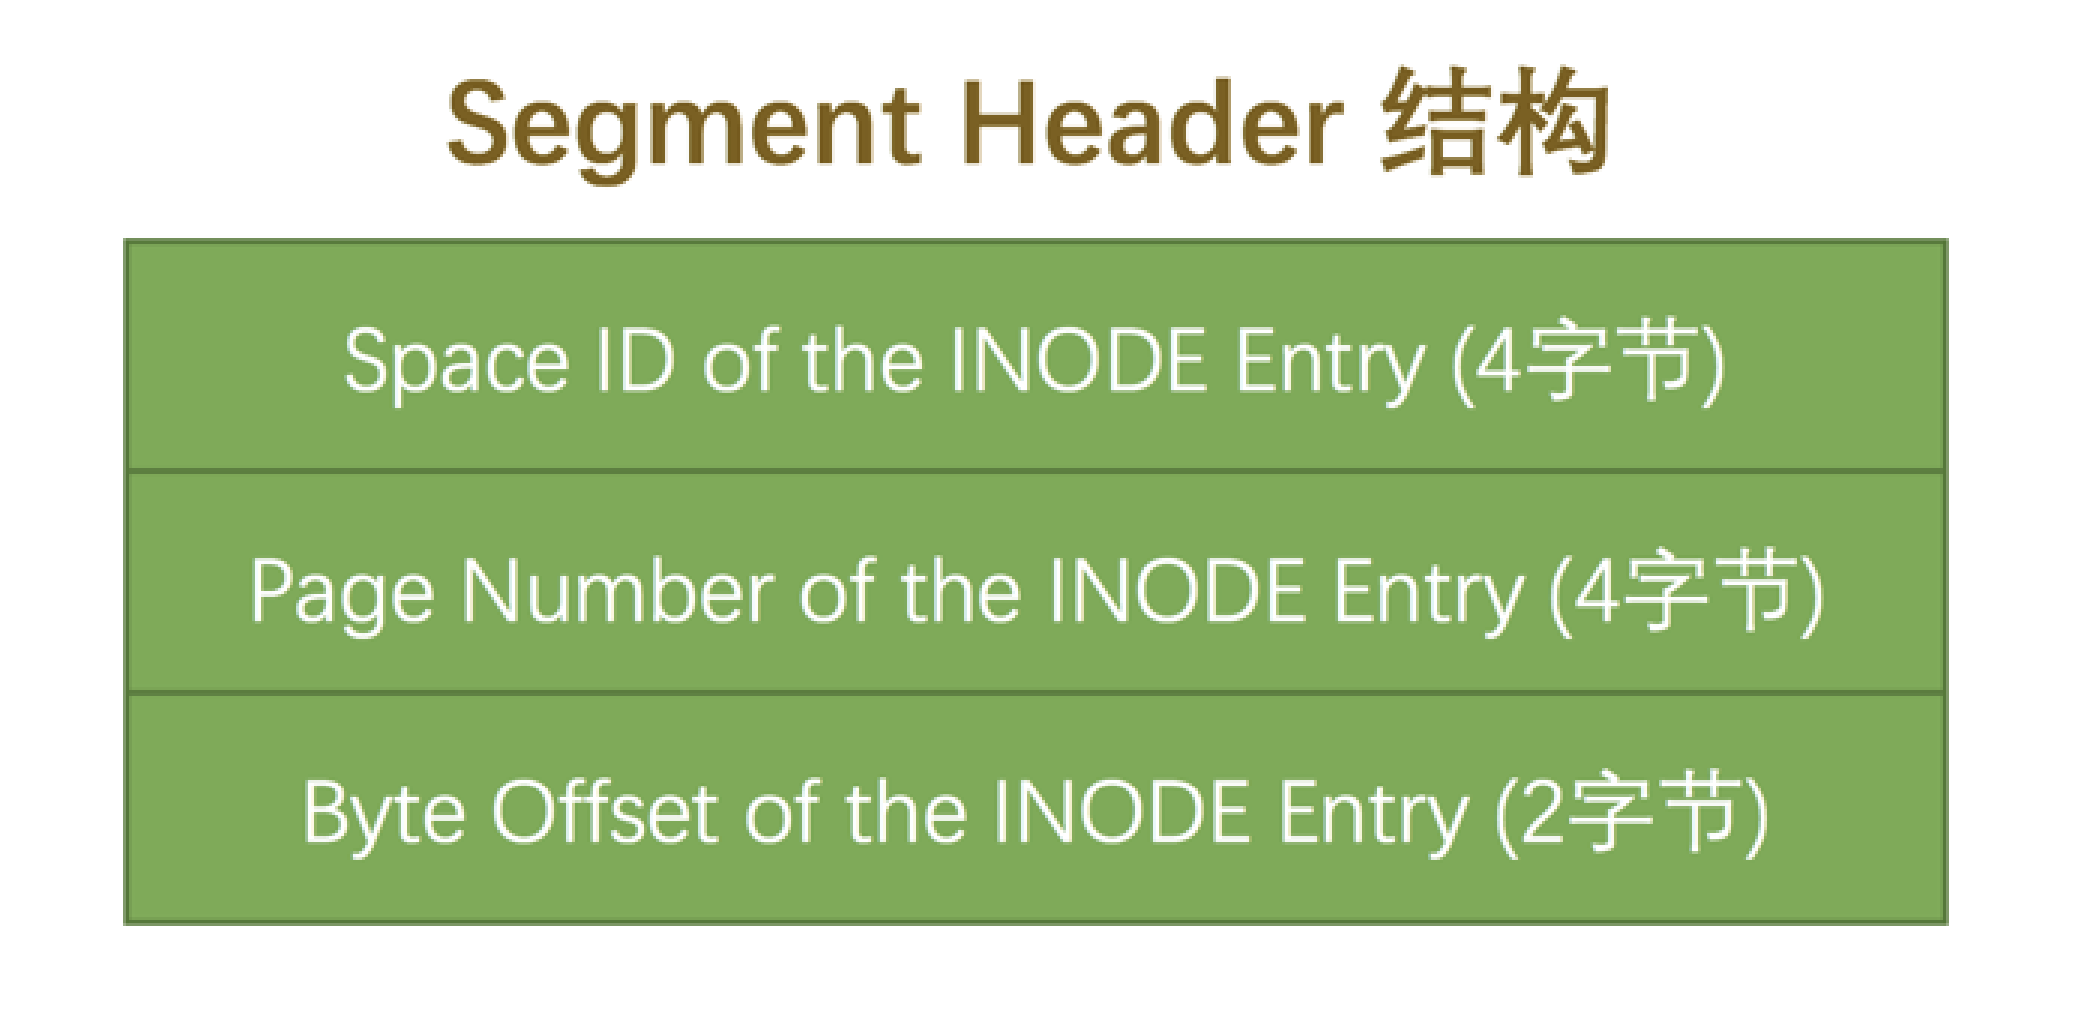 Segment Header 结构
Space ID of the INODE Entry (4字节)
Page Number of the INODE Entry (4字节)
Byte Offset of the INODE Entry (2字节)